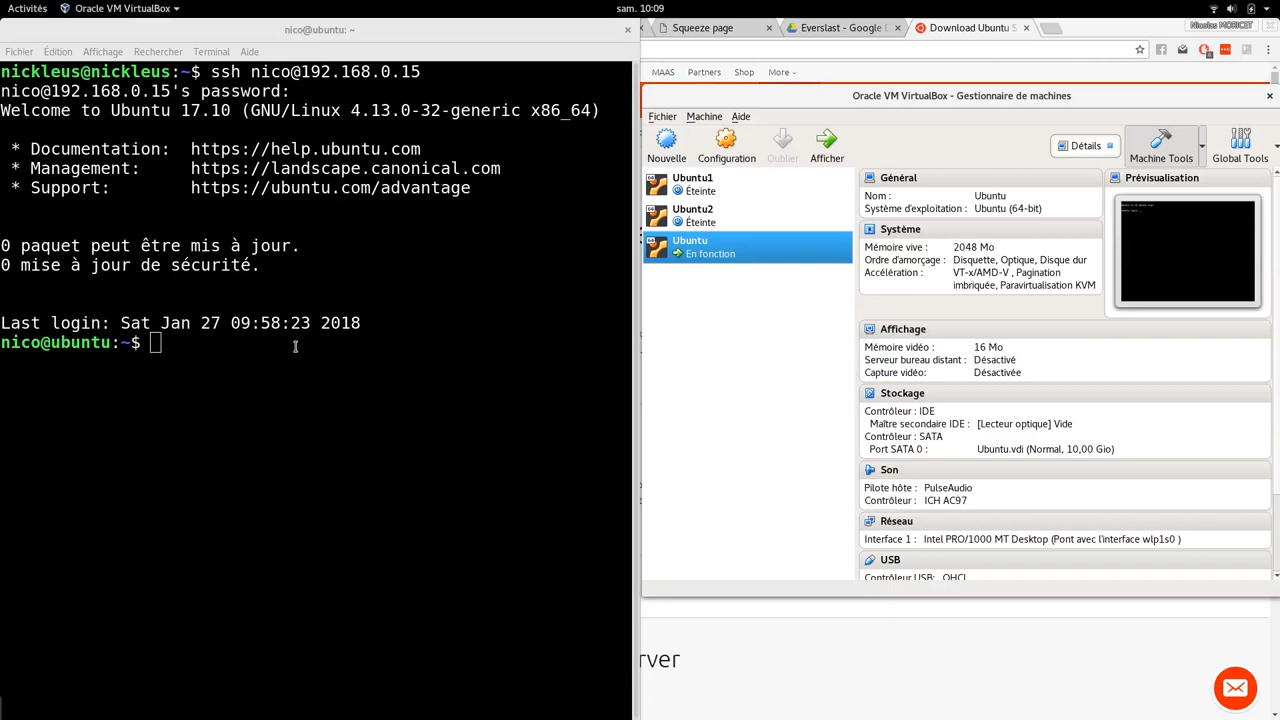 Activités
Oracle VM VirtualBox
sam. 10:09
nico@ubuntu: ~
Fichier Édition Affichage Rechercher Terminal Aide
nickleus@nickleus:~$ ssh nico@192.168.0.15
nico@192.168.0.15's password:
Welcome to Ubuntu 17.10 (GNU/Linux 4.13.0-32-generic x86_64)
* Documentation: https://help.ubuntu.com
* Management: https://landscape.canonical.com
* Support: https://ubuntu.com/advantage
0 paquet peut être mis à jour.
0 mise à jour de sécurité.
Last login: Sat Jan 27 09:58:23 2018
nico@ubuntu:~$
Squeeze page
Everslast - Google
Download Ubuntu S
Nicolas MORICET
MAAS Partners Shop More
Oracle VM VirtualBox - Gestionnaire de machines
Fichier Machine Aide
Nouvelle Configuration Oublier Afficher
Détails
Machine Tools
Global Tools
Ubuntu1
Éteinte
Ubuntu2
Éteinte
Ubuntu
En fonction
Général
Nom : Ubuntu
Système d'exploitation : Ubuntu (64-bit)
Système
Mémoire vive : 2048 Mo
Ordre d'amorçage : Disquette, Optique, Disque dur
Accélération : VT-x/AMD-V , Pagination
imbriquée, Paravirtualisation KVM
Prévisualisation
Affichage
Mémoire vidéo : 16 Mo
Serveur bureau distant : Désactivé
Capture vidéo: Désactivée
Stockage
Contrôleur : IDE
Maître secondaire IDE : [Lecteur optique] Vide
Contrôleur : SATA
Port SATA 0 : Ubuntu.vdi (Normal, 10,00 Gio)
Son
Pilote hôte : PulseAudio
Contrôleur : ICH AC97
Réseau
Interface 1 : Intel PRO/1000 MT Desktop (Pont avec l'interface wlp1s0 )
USB
Contrôleur USB: OHCI
rver